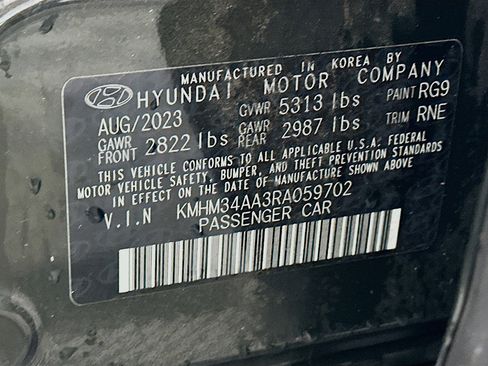 MANUFACTURED IN KOREA BY
HYUNDAI MOTOR COMPANY
AUG/2023 GVWR 5313 lbs PAINT RG9
GAWR FRONT 2822 lbs GAWR REAR 2987 lbs TRIM RNE
THIS VEHICLE CONFORMS TO ALL APPLICABLE U.S.A. FEDERAL
MOTOR VEHICLE SAFETY, BUMPER, AND THEFT PREVENTION
STANDARDS IN EFFECT ON THE DATE OF MANUFACTURE SHOWN ABOVE
V.I.N KMHM34AA3RA059702
PASSENGER CAR